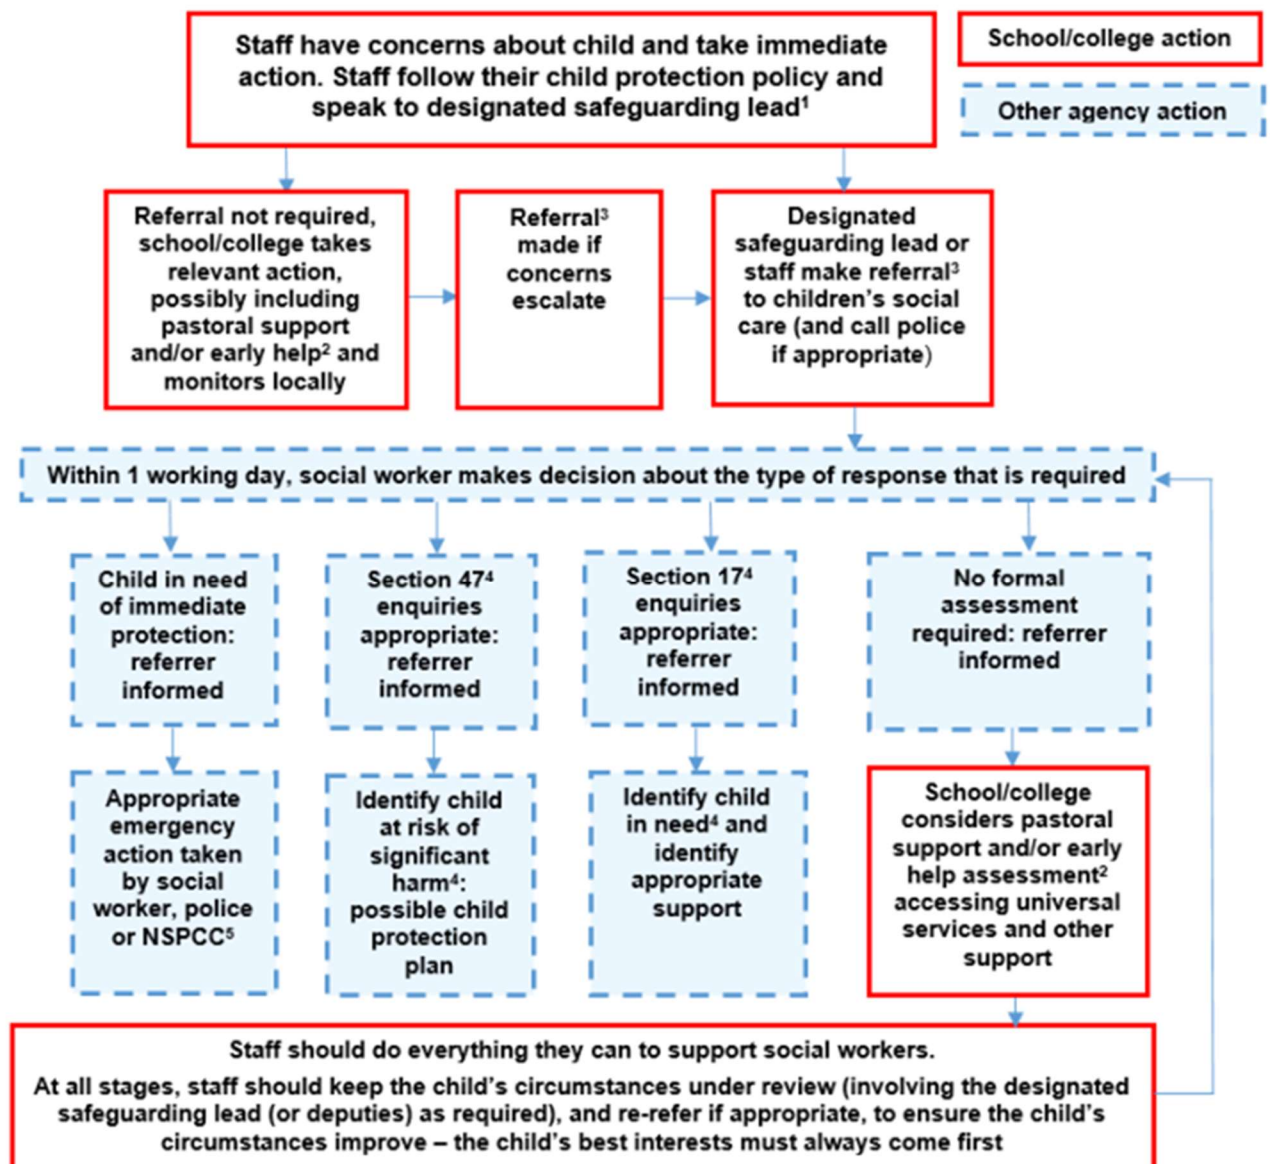 Staff have concerns about child and take immediate
action. Staff follow their child protection policy and
speak to designated safeguarding lead¹
School/college action
Other agency action
Referral not required,
school/college takes
relevant action,
possibly including
pastoral support
and/or early help² and
monitors locally
Referral³
made if
concerns
escalate
Designated
safeguarding lead or
staff make referral³
to children’s social
care (and call police
if appropriate)
Within 1 working day, social worker makes decision about the type of response that is required
Child in need
of immediate
protection:
referrer
informed
Section 47⁴
enquiries
appropriate:
referrer
informed
Section 17⁴
enquiries
appropriate:
referrer
informed
No formal
assessment
required: referrer
informed
Appropriate
emergency
action taken
by social
worker, police
or NSPCC⁵
Identify child
at risk of
significant
harm⁴:
possible child
protection
plan
Identify child
in need⁴ and
identify
appropriate
support
School/college
considers pastoral
support and/or early
help assessment²
accessing universal
services and other
support
Staff should do everything they can to support social workers.
At all stages, staff should keep the child’s circumstances under review (involving the designated
safeguarding lead (or deputies) as required), and re-refer if appropriate, to ensure the child’s
circumstances improve – the child’s best interests must always come first